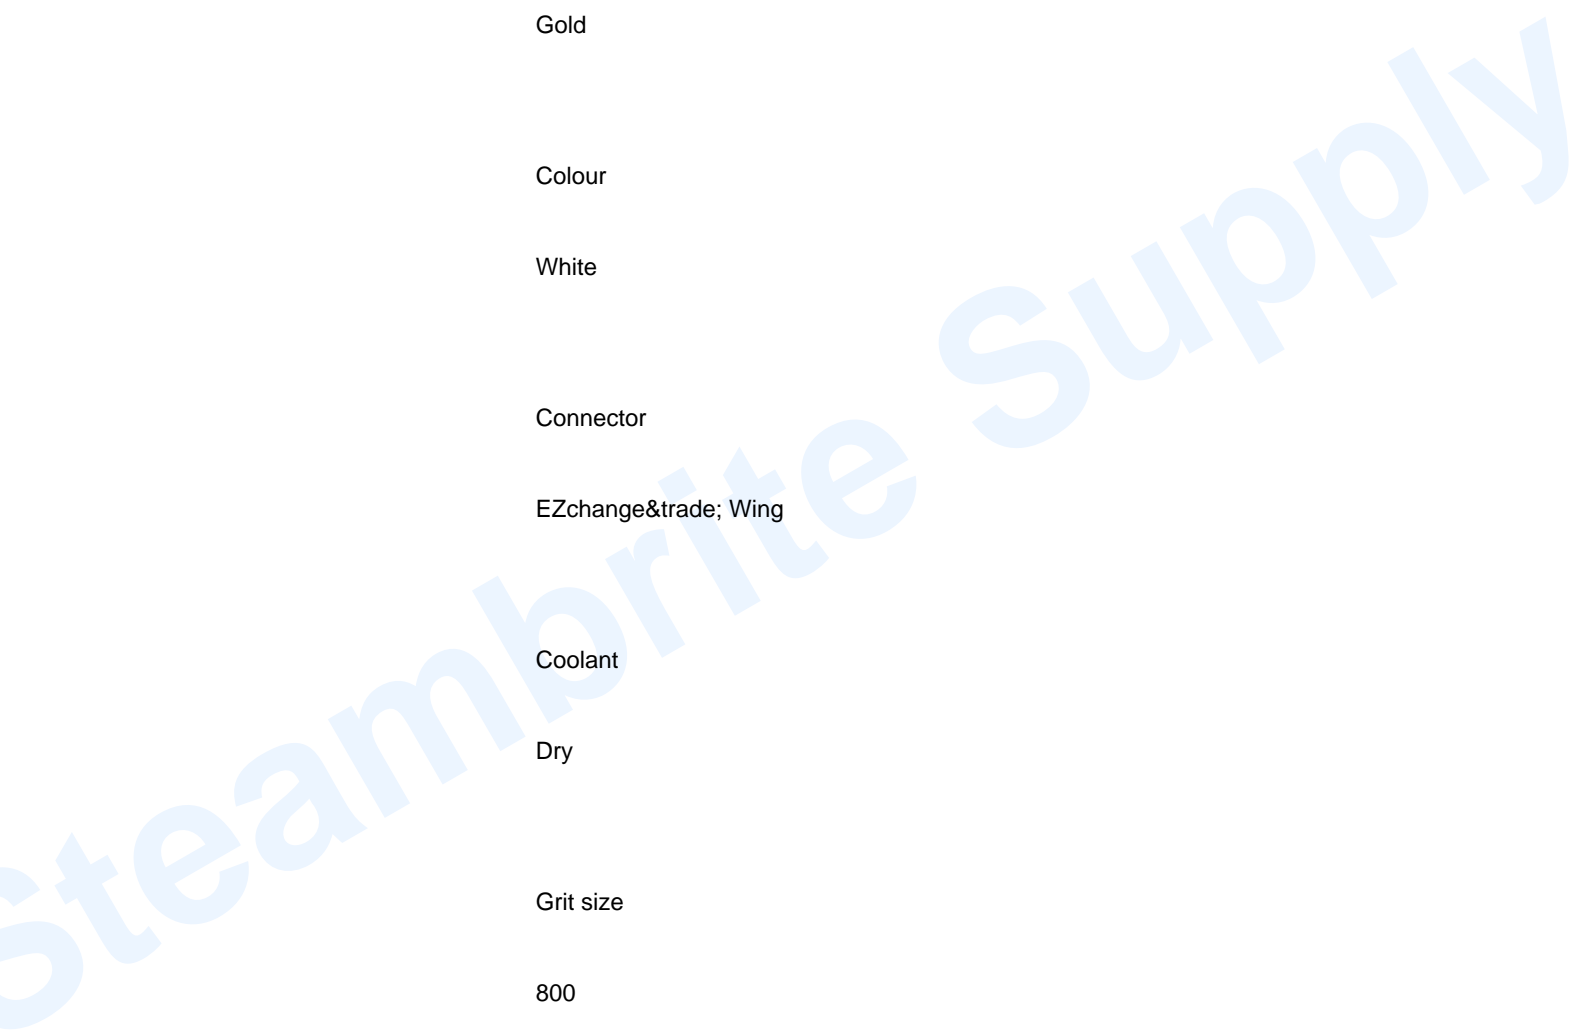 Gold
Colour
White
Connector
EZchange&trade; Wing
Coolant
Dry
Grit size
800
Steambrite Supply